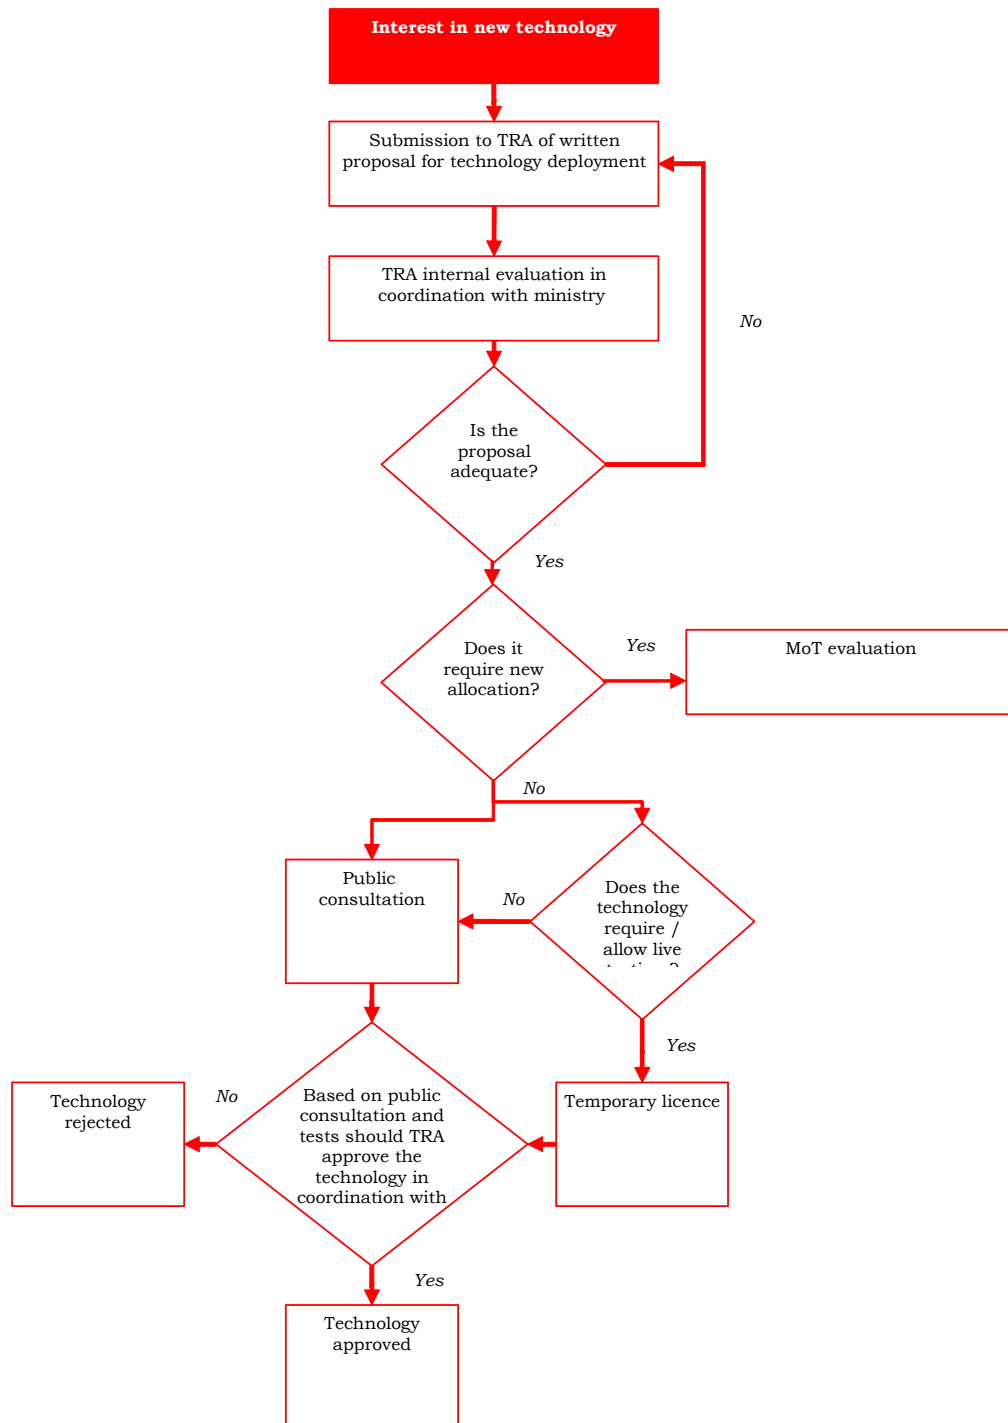 Interest in new technology
Submission to TRA of written
proposal for technology deployment
TRA internal evaluation in
coordination with ministry
No
Is the
proposal
adequate?
Yes
Does it
require new
allocation?
Yes
MoT evaluation
No
Public
consultation
No
Does the
technology
require /
allow live
Yes
Technology
rejected
No
Based on public
consultation and
tests should TRA
approve the
technology in
coordination with
Temporary licence
Yes
Technology
approved